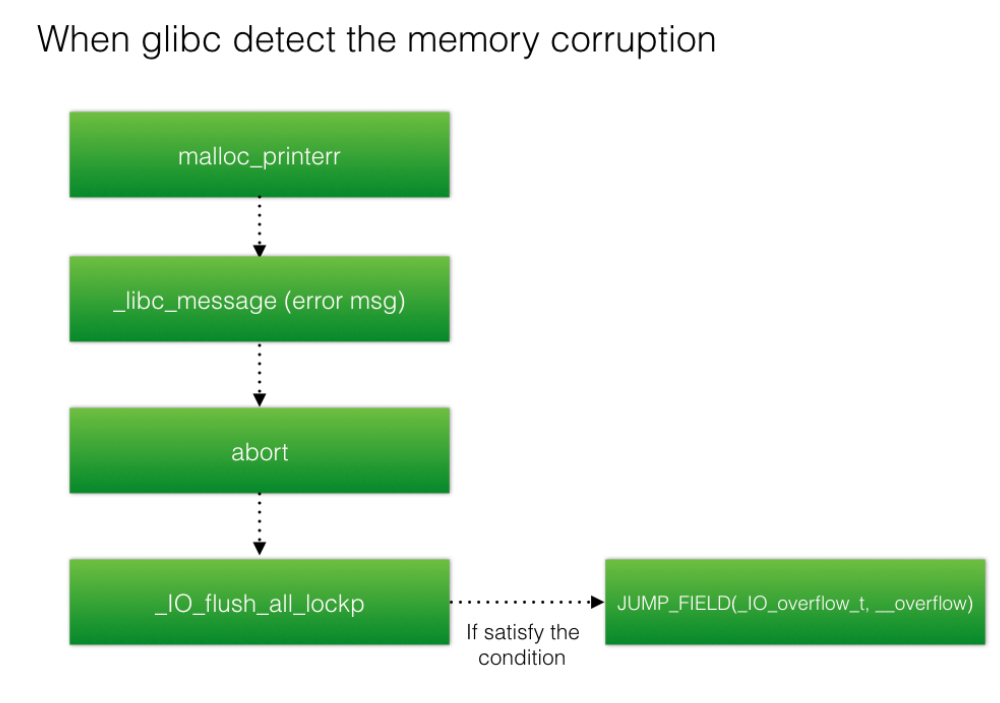 When glibc detect the memory corruption
malloc_printerr
_libc_message (error msg)
abort
_IO_flush_all_lockp
JUMP_FIELD(_IO_overflow_t, __overflow)
If satisfy the
condition